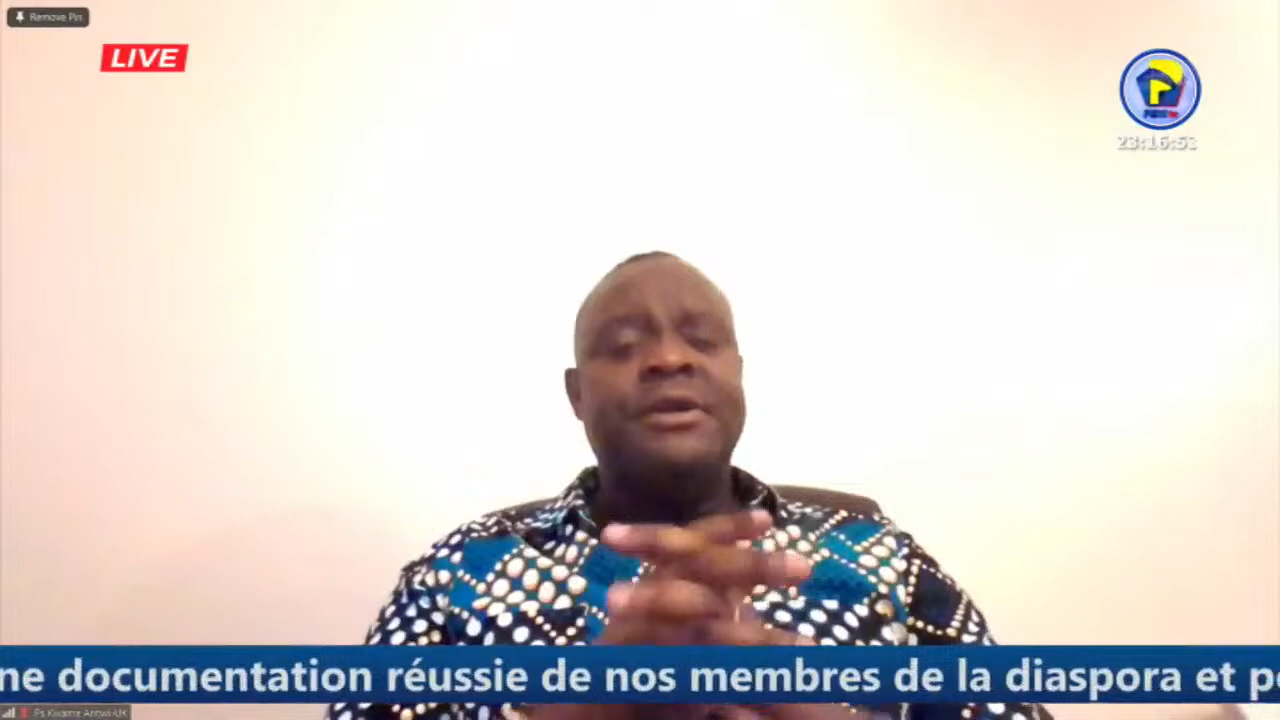 Remove Pin
LIVE
23:16:53
ne documentation réussie de nos membres de la diaspora et p
Ps Kwame Antwi-UK